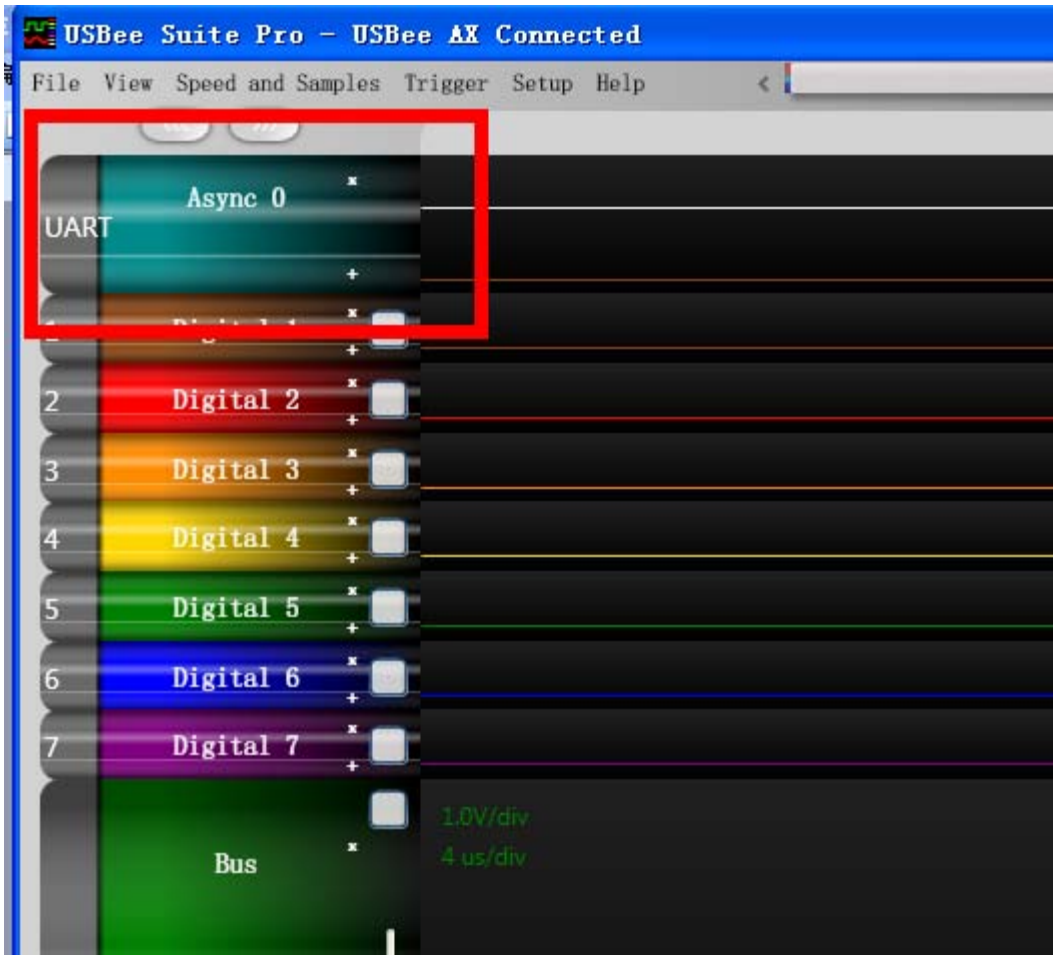 USBee Suite Pro - USBee AX Connected
File View Speed and Samples Trigger Setup Help <
Async 0
UART
2 Digital 2
3 Digital 3
4 Digital 4
5 Digital 5
6 Digital 6
7 Digital 7
1.0V/div
4 us/div
Bus